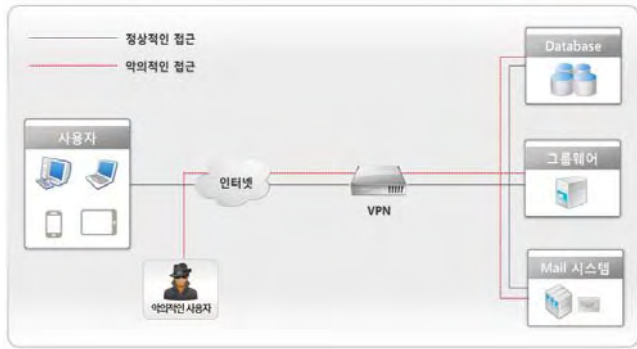 정상적인 접근
악의적인 접근
Database
사용자
그룹웨어
인터넷
VPN
Mail 시스템
악의적인 사용자